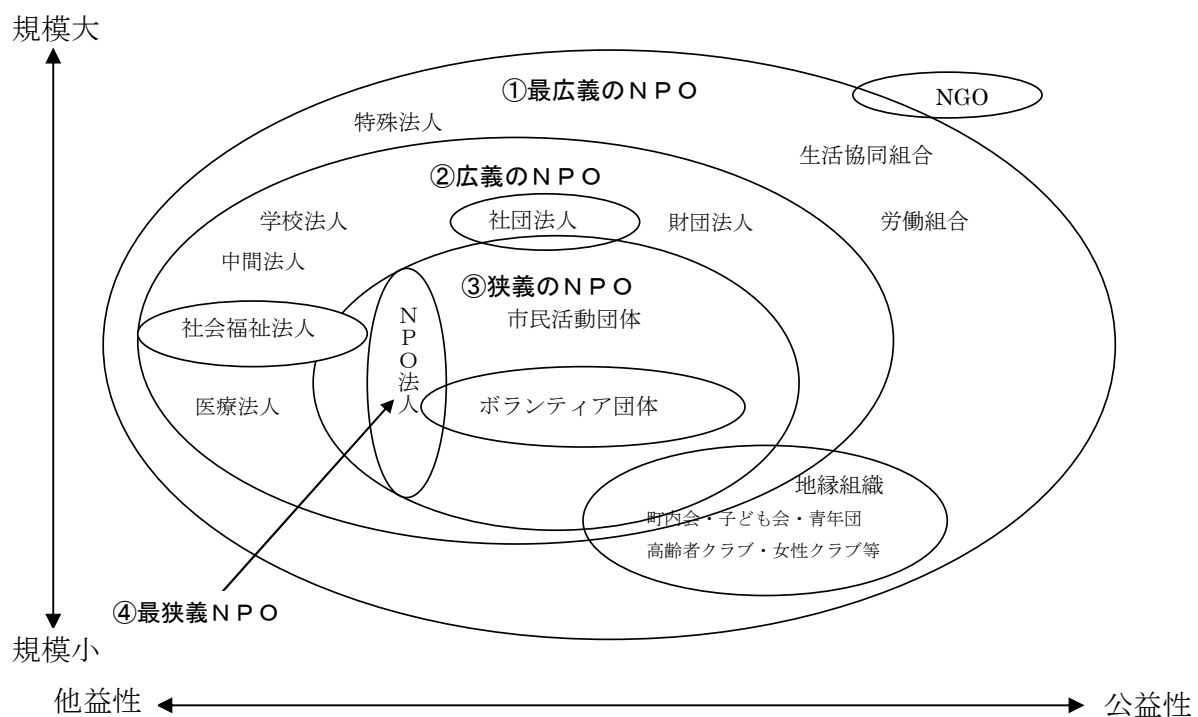 規模大
①最広義のＮＰＯ
NGO
特殊法人
生活協同組合
②広義のＮＰＯ
学校法人
社団法人
財団法人
労働組合
中間法人
③狭義のＮＰＯ
社会福祉法人
NPO法人
市民活動団体
医療法人
ボランティア団体
地縁組織
町内会・子ども会・青年団
高齢者クラブ・女性クラブ等
④最狭義ＮＰＯ
規模小
他益性
公益性